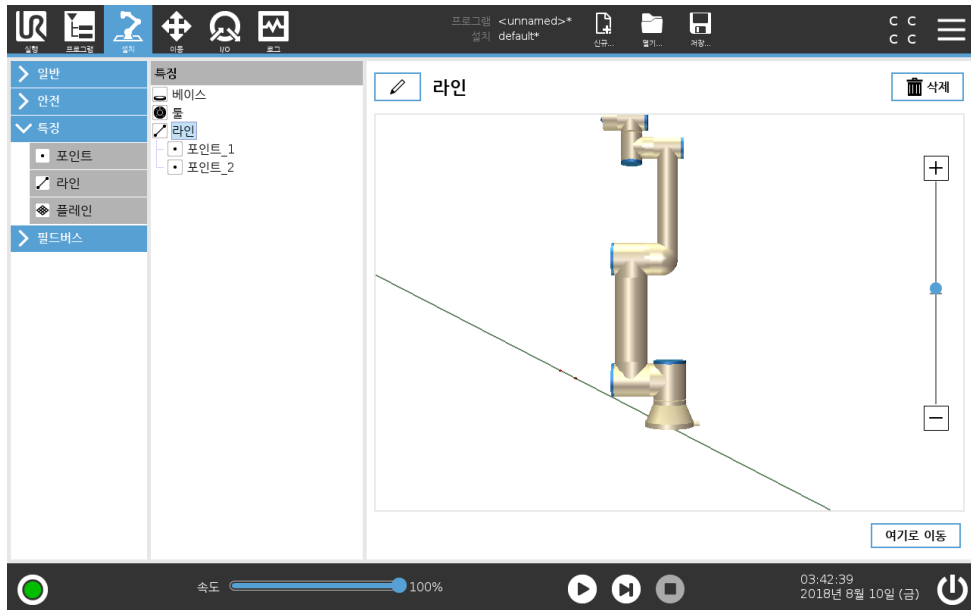 UR
실행
프로그램
설치
이동
I/O
로그
프로그램 <unnamed>*
설치 default*
신규...
열기...
저장...
C C
C C
일반
안전
특징
포인트
라인
플레인
필드버스
특징
베이스
툴
라인
포인트_1
포인트_2
라인
삭제
여기로 이동
속도 100%
03:42:39
2018년 8월 10일 (금)